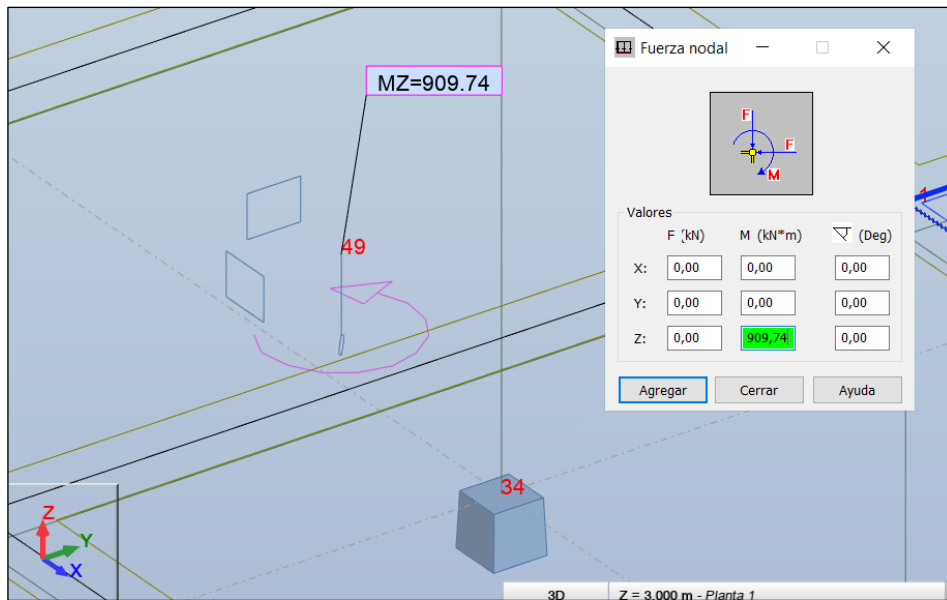 MZ=909.74
49
34
Z
Y
X
3D
Z = 3.000 m - Planta 1
1
Fuerza nodal
F
F
M
Valores
F (kN) M (kN*m) (Deg)
X: 0,00 0,00 0,00
Y: 0,00 0,00 0,00
Z: 0,00 909,74 0,00
Agregar Cerrar Ayuda